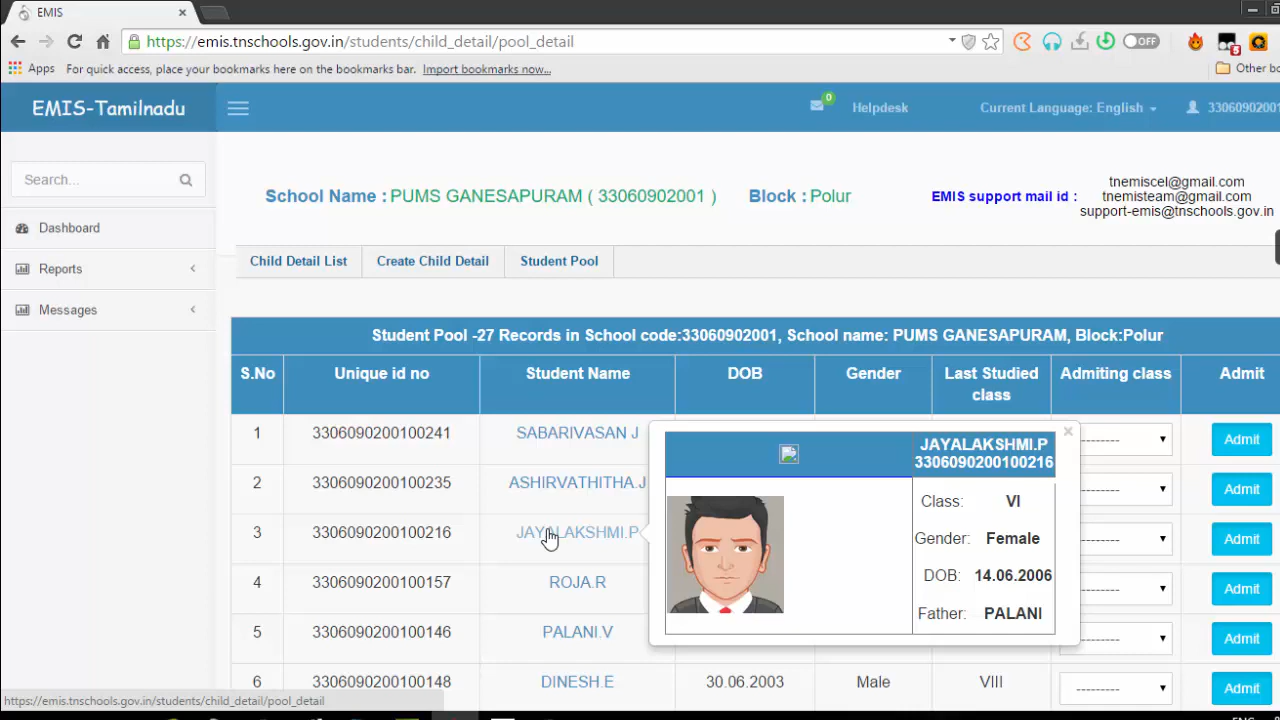 EMIS
https://emis.tnschools.gov.in/students/child_detail/pool_detail
OFF
5
Apps For quick access, place your bookmarks here on the bookmarks bar. Import bookmarks now...
EMIS-Tamilnadu
0
Helpdesk
Current Language: English
Search...
School Name : PUMS GANESAPURAM ( 33060902001 ) Block : Polur
EMIS support mail id :
tnemiscel@gmail.com
tnemisteam@gmail.com
support-emis@tnschools.gov.in
Dashboard
Reports
Messages
Child Detail List Create Child Detail Student Pool
Student Pool -27 Records in School code:33060902001, School name: PUMS GANESAPURAM, Block:Polur
S.No Unique id no Student Name DOB Gender Last Studied class Admiting class Admit
1 3306090200100241 SABARIVASAN J -------- Admit
2 3306090200100235 ASHIRVATHITHA.J -------- Admit
3 3306090200100216 JAYALAKSHMI.P -------- Admit
4 3306090200100157 ROJA.R -------- Admit
5 3306090200100146 PALANI.V -------- Admit
6 3306090200100148 DINESH.E 30.06.2003 Male VIII --------- Admit
JAYALAKSHMI.P
3306090200100216
Class: VI
Gender: Female
DOB: 14.06.2006
Father: PALANI
×
https://emis.tnschools.gov.in/students/child_detail/pool_detail